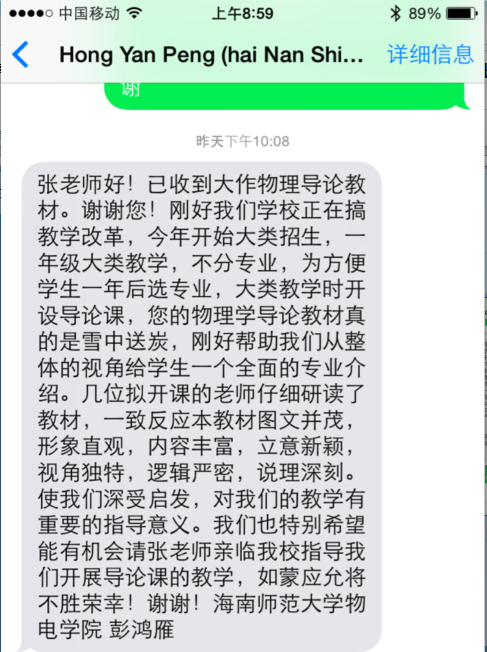 中国移动 上午8:59 89%
Hong Yan Peng (hai Nan Shi... 详细信息
谢
昨天下午10:08
张老师好！已收到大作物理导论教
材。谢谢您！刚好我们学校正在搞
教学改革，今年开始大类招生，一
年级大类教学，不分专业，为方便
学生一年后选专业，大类教学时开
设导论课，您的物理学导论教材真
的是雪中送炭，刚好帮助我们从整
体的视角给学生一个全面的专业介
绍。几位拟开课的老师仔细研读了
教材，一致反应本教材图文并茂，
形象直观，内容丰富，立意新颖，
视角独特，逻辑严密，说理深刻。
使我们深受启发，对我们的教学有
重要的指导意义。我们也特别希望
能有机会请张老师亲临我校指导我
们开展导论课的教学，如蒙应允将
不胜荣幸！谢谢！海南师范大学物
电学院 彭鸿雁